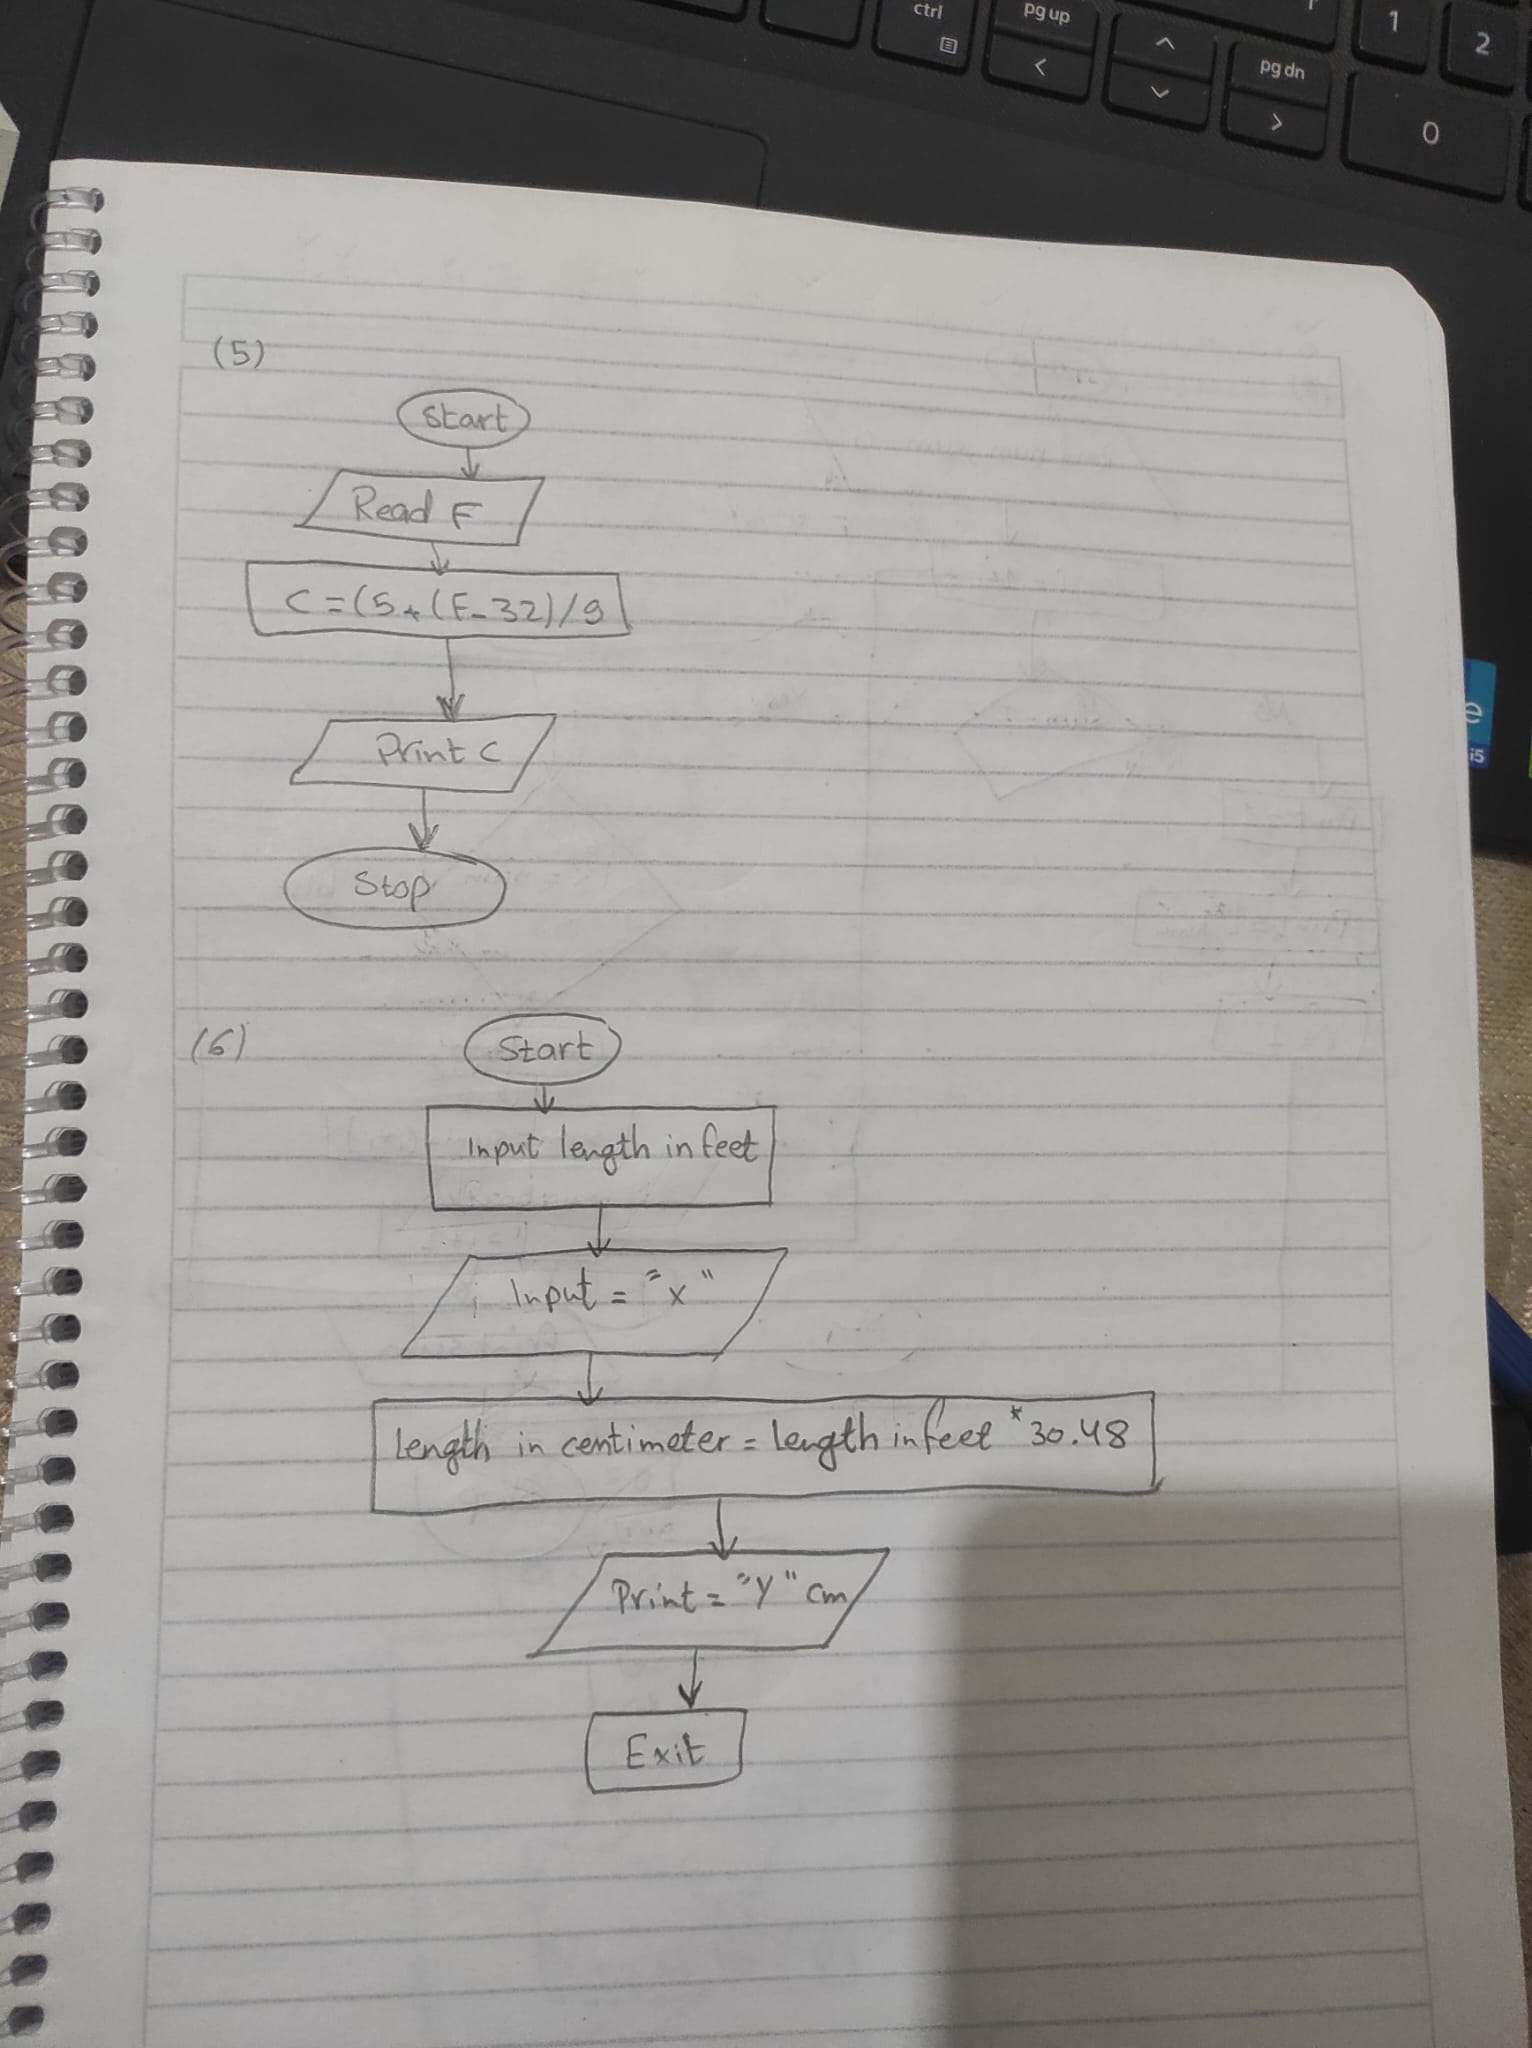 ctrl
pg up
1
2
pg dn
0
(5)
Start
Read F
C=(5*(F-32)/9
Print C
Stop
e
i5
(6)
Start
Input length in feet
Input = "x"
Length in centimeter = length in feet * 30.48
Print = "Y" cm
Exit